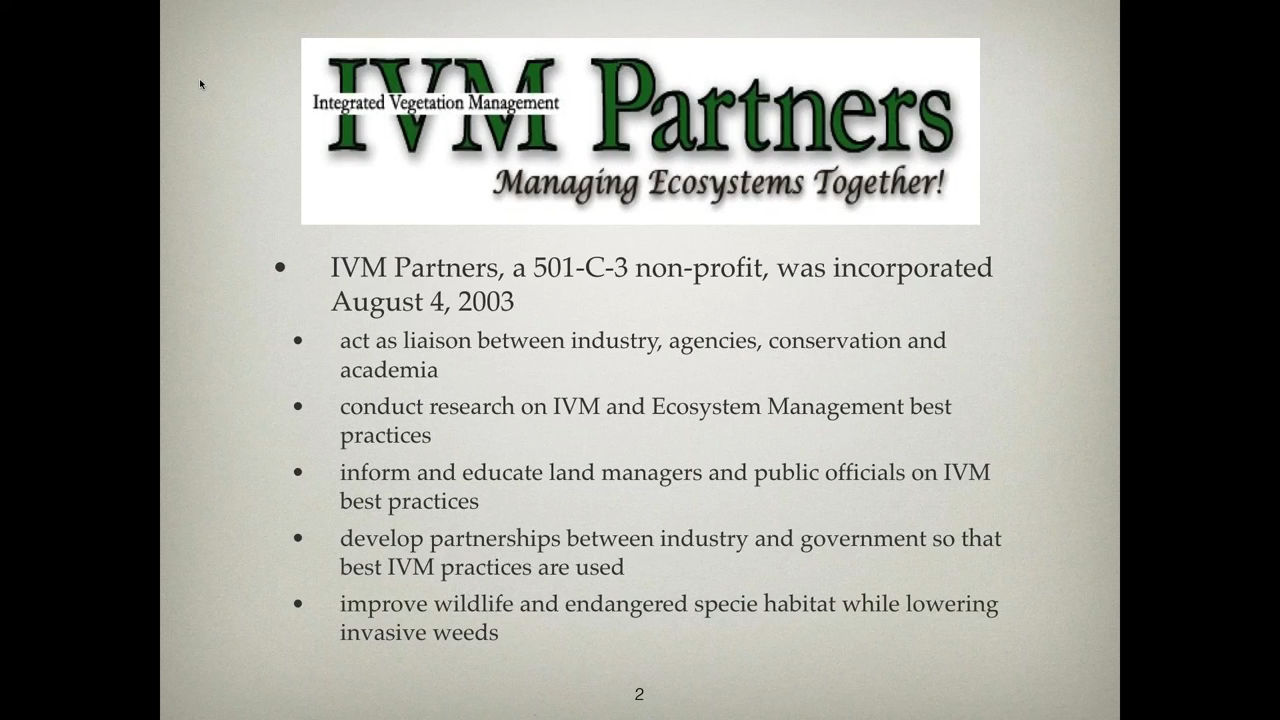 IVM Partners
Integrated Vegetation Management
Managing Ecosystems Together!
• IVM Partners, a 501-C-3 non-profit, was incorporated
August 4, 2003
• act as liaison between industry, agencies, conservation and
academia
• conduct research on IVM and Ecosystem Management best
practices
• inform and educate land managers and public officials on IVM
best practices
• develop partnerships between industry and government so that
best IVM practices are used
• improve wildlife and endangered specie habitat while lowering
invasive weeds
2